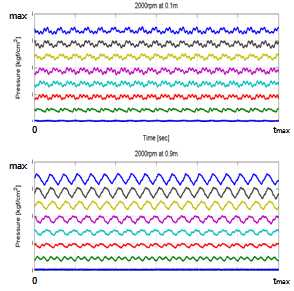 2000rpm at 0.1m
max
Pressure [kgf/cm²]
0
tmax
Time [sec]
2000rpm at 0.9m
max
Pressure [kgf/cm²]
0
tmax